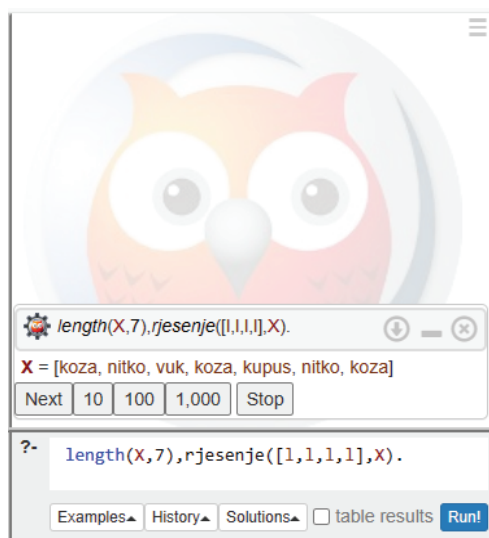 length(X,7),rjesenje([l,l,l,l],X).
X = [koza, nitko, vuk, koza, kupus, nitko, koza]
Next 10 100 1,000 Stop
?- length(X,7),rjesenje([l,l,l,l],X).
Examples▴ History▴ Solutions▴ table results Run!